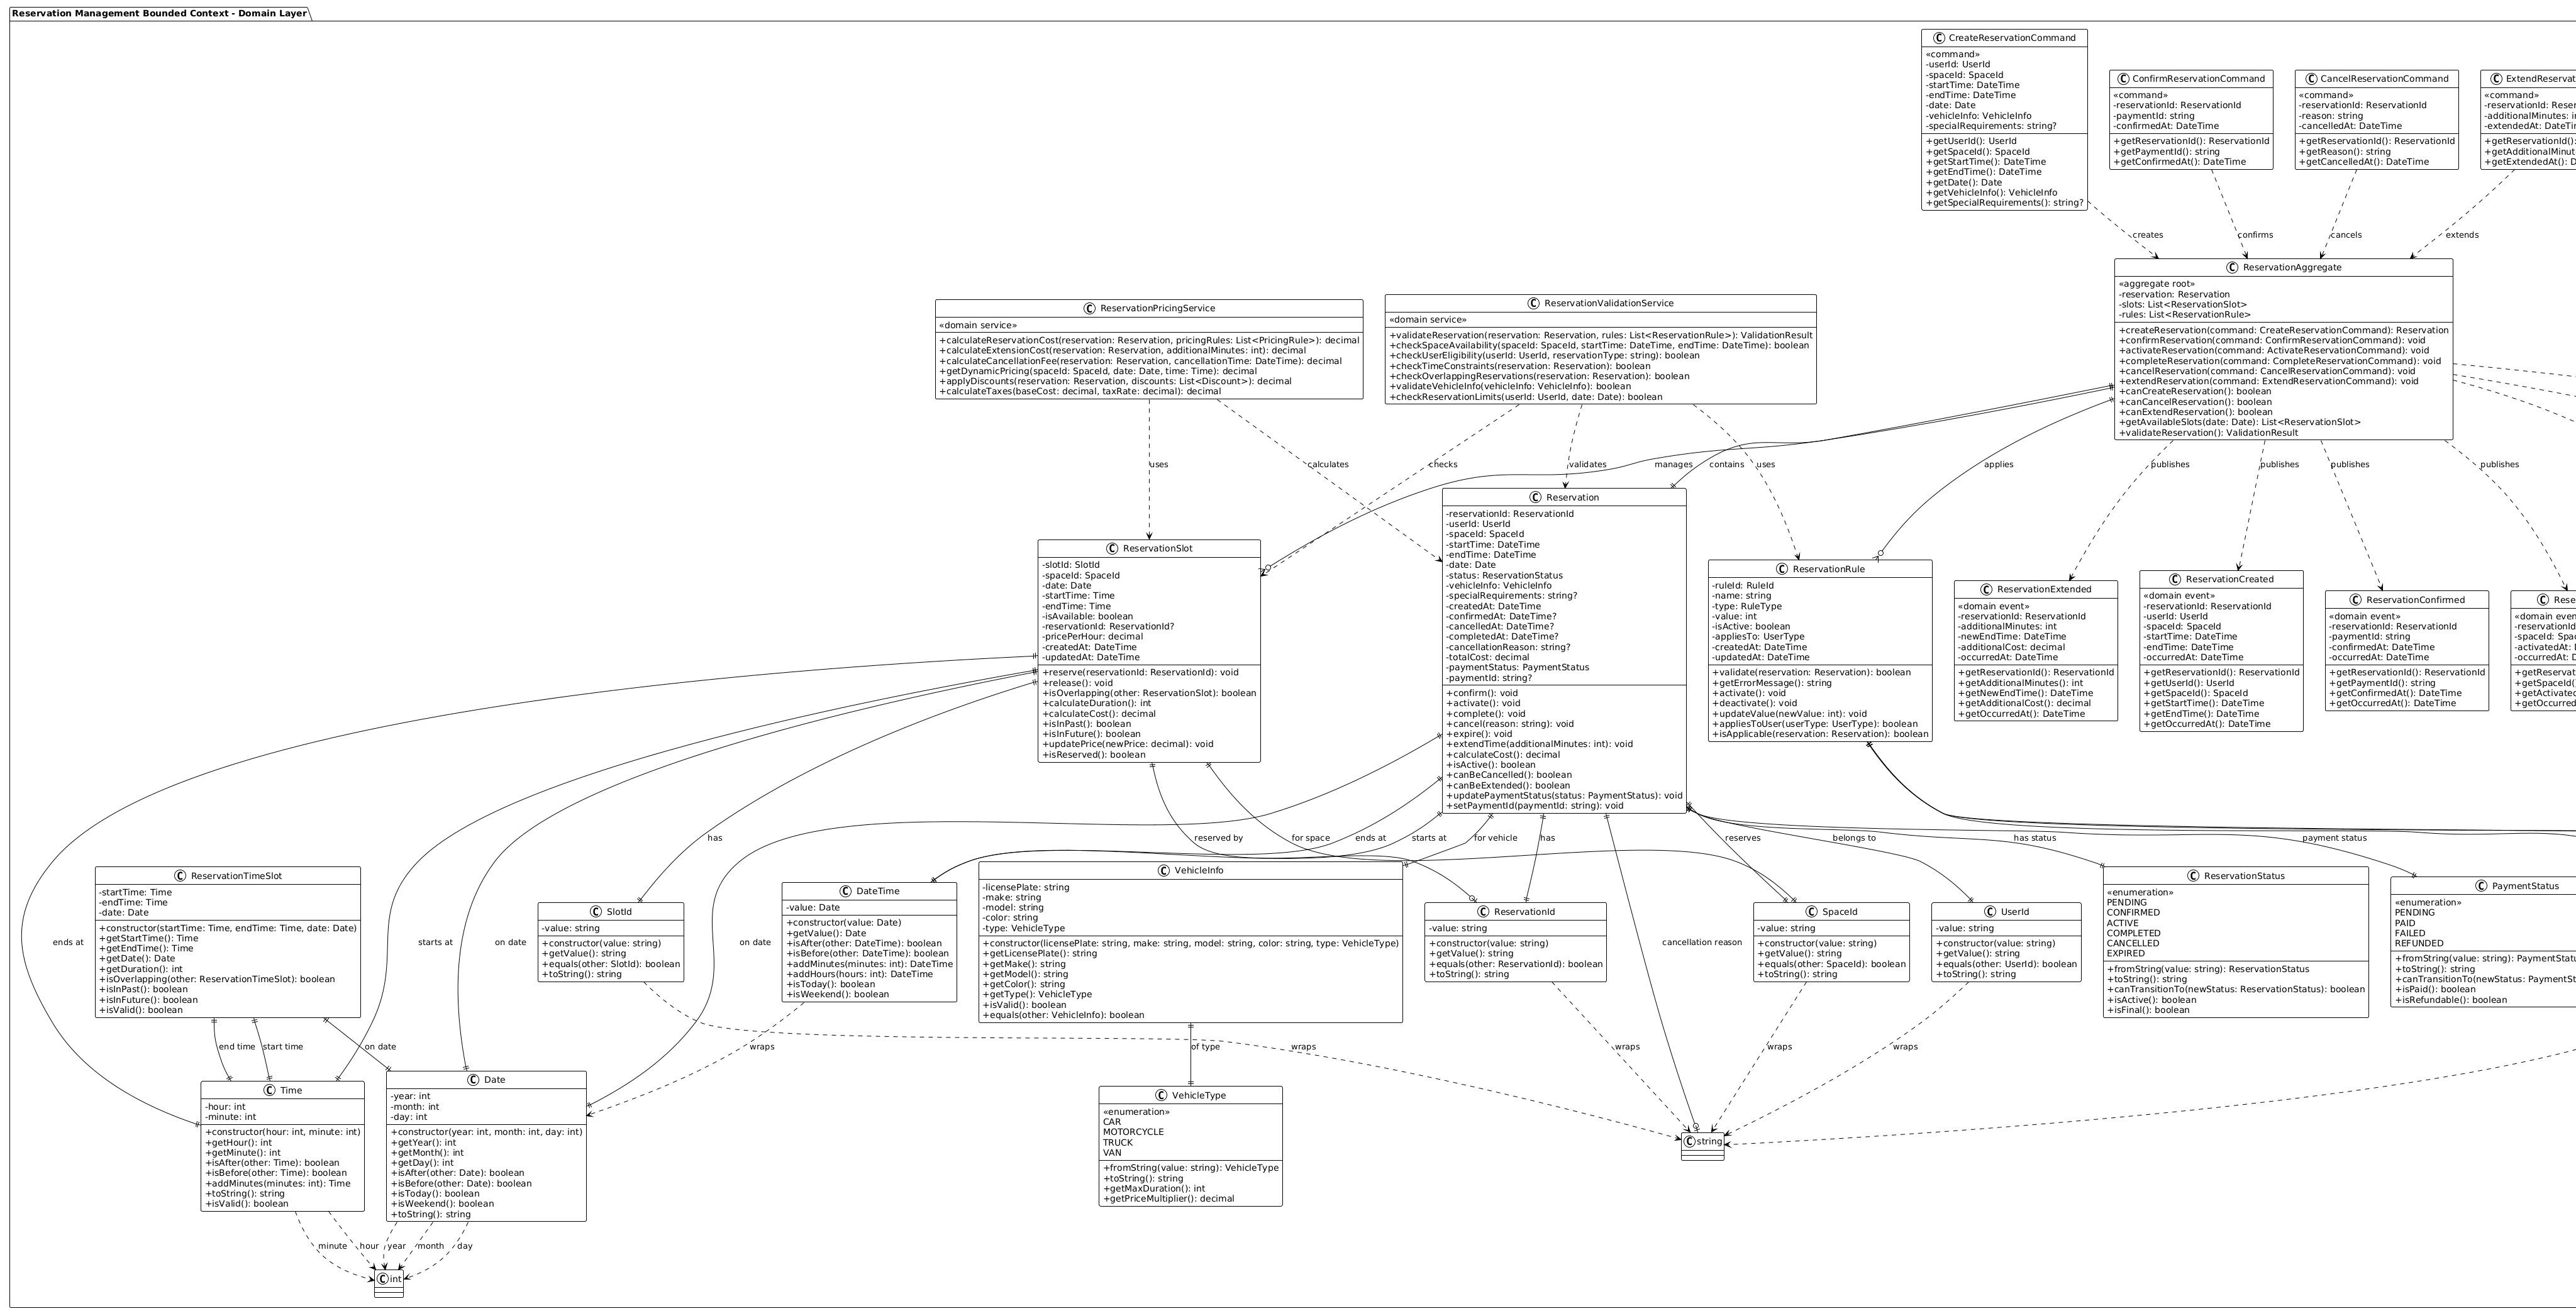 Reservation Management Bounded Context - Domain Layer
CreateReservationCommand
«command»
-userId: UserId
-spaceId: SpaceId
-startTime: DateTime
-endTime: DateTime
-date: Date
-vehicleInfo: VehicleInfo
-specialRequirements: string?
+getUserId(): UserId
+getSpaceId(): SpaceId
+getStartTime(): DateTime
+getEndTime(): DateTime
+getDate(): Date
+getVehicleInfo(): VehicleInfo
+getSpecialRequirements(): string?
ConfirmReservationCommand
«command»
-reservationId: ReservationId
-paymentId: string
-confirmedAt: DateTime
+getReservationId(): ReservationId
+getPaymentId(): string
+getConfirmedAt(): DateTime
CancelReservationCommand
«command»
-reservationId: ReservationId
-reason: string
-cancelledAt: DateTime
+getReservationId(): ReservationId
+getReason(): string
+getCancelledAt(): DateTime
ExtendReservat
«command»
-reservationId: Reser
-additionalMinutes: in
-extendedAt: DateTim
+getReservationId():
+getAdditionalMinut
+getExtendedAt(): D
creates
confirms
cancels
extends
ReservationAggregate
«aggregate root»
-reservation: Reservation
-slots: List<ReservationSlot>
-rules: List<ReservationRule>
+createReservation(command: CreateReservationCommand): Reservation
+confirmReservation(command: ConfirmReservationCommand): void
+activateReservation(command: ActivateReservationCommand): void
+completeReservation(command: CompleteReservationCommand): void
+cancelReservation(command: CancelReservationCommand): void
+extendReservation(command: ExtendReservationCommand): void
+canCreateReservation(): boolean
+canCancelReservation(): boolean
+canExtendReservation(): boolean
+getAvailableSlots(date: Date): List<ReservationSlot>
+validateReservation(): ValidationResult
ReservationPricingService
«domain service»
+calculateReservationCost(reservation: Reservation, pricingRules: List<PricingRule>): decimal
+calculateExtensionCost(reservation: Reservation, additionalMinutes: int): decimal
+calculateCancellationFee(reservation: Reservation, cancellationTime: DateTime): decimal
+getDynamicPricing(spaceId: SpaceId, date: Date, time: Time): decimal
+applyDiscounts(reservation: Reservation, discounts: List<Discount>): decimal
+calculateTaxes(baseCost: decimal, taxRate: decimal): decimal
ReservationValidationService
«domain service»
+validateReservation(reservation: Reservation, rules: List<ReservationRule>): ValidationResult
+checkSpaceAvailability(spaceId: SpaceId, startTime: DateTime, endTime: DateTime): boolean
+checkUserEligibility(userId: UserId, reservationType: string): boolean
+checkTimeConstraints(reservation: Reservation): boolean
+checkOverlappingReservations(reservation: Reservation): boolean
+validateVehicleInfo(vehicleInfo: VehicleInfo): boolean
+checkReservationLimits(userId: UserId, date: Date): boolean
uses
calculates
checks
validates
manages
contains
uses
applies
publishes
publishes
publishes
publishes
ReservationSlot
-slotId: SlotId
-spaceId: SpaceId
-date: Date
-startTime: Time
-endTime: Time
-isAvailable: boolean
-reservationId: ReservationId?
-pricePerHour: decimal
-createdAt: DateTime
-updatedAt: DateTime
+reserve(reservationId: ReservationId): void
+release(): void
+isOverlapping(other: ReservationSlot): boolean
+calculateDuration(): int
+calculateCost(): decimal
+isInPast(): boolean
+isInFuture(): boolean
+updatePrice(newPrice: decimal): void
+isReserved(): boolean
Reservation
-reservationId: ReservationId
-userId: UserId
-spaceId: SpaceId
-startTime: DateTime
-endTime: DateTime
-date: Date
-status: ReservationStatus
-vehicleInfo: VehicleInfo
-specialRequirements: string?
-createdAt: DateTime
-confirmedAt: DateTime?
-cancelledAt: DateTime?
-completedAt: DateTime?
-cancellationReason: string?
-totalCost: decimal
-paymentStatus: PaymentStatus
-paymentId: string?
+confirm(): void
+activate(): void
+complete(): void
+cancel(reason: string): void
+expire(): void
+extendTime(additionalMinutes: int): void
+calculateCost(): decimal
+isActive(): boolean
+canBeCancelled(): boolean
+canBeExtended(): boolean
+updatePaymentStatus(status: PaymentStatus): void
+setPaymentId(paymentId: string): void
ReservationRule
-ruleId: RuleId
-name: string
-type: RuleType
-value: int
-isActive: boolean
-appliesTo: UserType
-createdAt: DateTime
-updatedAt: DateTime
+validate(reservation: Reservation): boolean
+getErrorMessage(): string
+activate(): void
+deactivate(): void
+updateValue(newValue: int): void
+appliesToUser(userType: UserType): boolean
+isApplicable(reservation: Reservation): boolean
ReservationExtended
«domain event»
-reservationId: ReservationId
-additionalMinutes: int
-newEndTime: DateTime
-additionalCost: decimal
-occurredAt: DateTime
+getReservationId(): ReservationId
+getAdditionalMinutes(): int
+getNewEndTime(): DateTime
+getAdditionalCost(): decimal
+getOccurredAt(): DateTime
ReservationCreated
«domain event»
-reservationId: ReservationId
-userId: UserId
-spaceId: SpaceId
-startTime: DateTime
-endTime: DateTime
-occurredAt: DateTime
+getReservationId(): ReservationId
+getUserId(): UserId
+getSpaceId(): SpaceId
+getStartTime(): DateTime
+getEndTime(): DateTime
+getOccurredAt(): DateTime
ReservationConfirmed
«domain event»
-reservationId: ReservationId
-paymentId: string
-confirmedAt: DateTime
-occurredAt: DateTime
+getReservationId(): ReservationId
+getPaymentId(): string
+getConfirmedAt(): DateTime
+getOccurredAt(): DateTime
Rese
«domain even
-reservationId
-spaceId: Spa
-activatedAt: D
-occurredAt: D
+getReservat
+getSpaceId()
+getActivated
+getOccurred
has
reserved by
for space
ends at
starts at
for vehicle
has
reserves
belongs to
has status
payment status
ends at
starts at
on date
on date
cancellation reason
ReservationTimeSlot
-startTime: Time
-endTime: Time
-date: Date
+constructor(startTime: Time, endTime: Time, date: Date)
+getStartTime(): Time
+getEndTime(): Time
+getDate(): Date
+getDuration(): int
+isOverlapping(other: ReservationTimeSlot): boolean
+isInPast(): boolean
+isInFuture(): boolean
+isValid(): boolean
SlotId
-value: string
+constructor(value: string)
+getValue(): string
+equals(other: SlotId): boolean
+toString(): string
DateTime
-value: Date
+constructor(value: Date)
+getValue(): Date
+isAfter(other: DateTime): boolean
+isBefore(other: DateTime): boolean
+addMinutes(minutes: int): DateTime
+addHours(hours: int): DateTime
+isToday(): boolean
+isWeekend(): boolean
VehicleInfo
-licensePlate: string
-make: string
-model: string
-color: string
-type: VehicleType
+constructor(licensePlate: string, make: string, model: string, color: string, type: VehicleType)
+getLicensePlate(): string
+getMake(): string
+getModel(): string
+getColor(): string
+getType(): VehicleType
+isValid(): boolean
+equals(other: VehicleInfo): boolean
ReservationId
-value: string
+constructor(value: string)
+getValue(): string
+equals(other: ReservationId): boolean
+toString(): string
SpaceId
-value: string
+constructor(value: string)
+getValue(): string
+equals(other: SpaceId): boolean
+toString(): string
UserId
-value: string
+constructor(value: string)
+getValue(): string
+equals(other: UserId): boolean
+toString(): string
ReservationStatus
«enumeration»
PENDING
CONFIRMED
ACTIVE
COMPLETED
CANCELLED
EXPIRED
+fromString(value: string): ReservationStatus
+toString(): string
+canTransitionTo(newStatus: ReservationStatus): boolean
+isActive(): boolean
+isFinal(): boolean
PaymentStatus
«enumeration»
PENDING
PAID
FAILED
REFUNDED
+fromString(value: string): PaymentStatu
+toString(): string
+canTransitionTo(newStatus: PaymentSt
+isPaid(): boolean
+isRefundable(): boolean
end time
start time
on date
wraps
of type
wraps
wraps
wraps
wraps
Time
-hour: int
-minute: int
+constructor(hour: int, minute: int)
+getHour(): int
+getMinute(): int
+isAfter(other: Time): boolean
+isBefore(other: Time): boolean
+addMinutes(minutes: int): Time
+toString(): string
+isValid(): boolean
Date
-year: int
-month: int
-day: int
+constructor(year: int, month: int, day: int)
+getYear(): int
+getMonth(): int
+getDay(): int
+isAfter(other: Date): boolean
+isBefore(other: Date): boolean
+isToday(): boolean
+isWeekend(): boolean
+toString(): string
VehicleType
«enumeration»
CAR
MOTORCYCLE
TRUCK
VAN
+fromString(value: string): VehicleType
+toString(): string
+getMaxDuration(): int
+getPriceMultiplier(): decimal
string
minute
hour
year
month
day
int